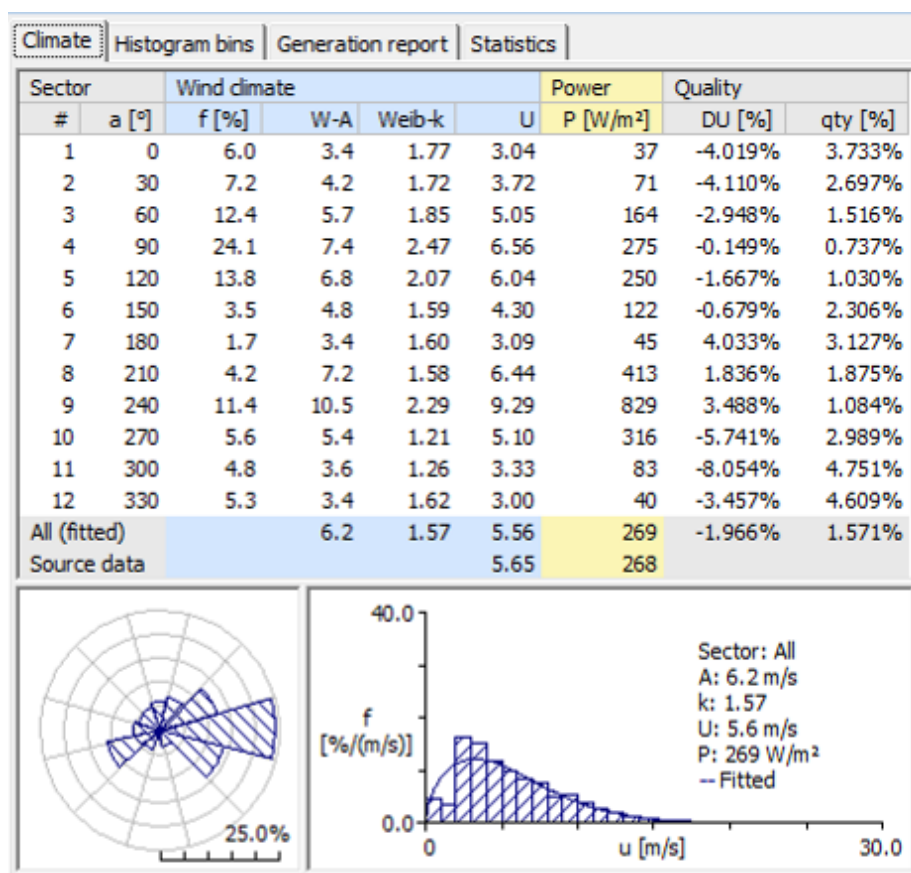 Climate Histogram bins Generation report Statistics
Sector Wind climate Power Quality
# a [°] f [%] W-A Weib-k U P [W/m²] DU [%] qty [%]
1 0 6.0 3.4 1.77 3.04 37 -4.019% 3.733%
2 30 7.2 4.2 1.72 3.72 71 -4.110% 2.697%
3 60 12.4 5.7 1.85 5.05 164 -2.948% 1.516%
4 90 24.1 7.4 2.47 6.56 275 -0.149% 0.737%
5 120 13.8 6.8 2.07 6.04 250 -1.667% 1.030%
6 150 3.5 4.8 1.59 4.30 122 -0.679% 2.306%
7 180 1.7 3.4 1.60 3.09 45 4.033% 3.127%
8 210 4.2 7.2 1.58 6.44 413 1.836% 1.875%
9 240 11.4 10.5 2.29 9.29 829 3.488% 1.084%
10 270 5.6 5.4 1.21 5.10 316 -5.741% 2.989%
11 300 4.8 3.6 1.26 3.33 83 -8.054% 4.751%
12 330 5.3 3.4 1.62 3.00 40 -3.457% 4.609%
All (fitted) 6.2 1.57 5.56 269 -1.966% 1.571%
Source data 5.65 268
25.0%
40.0
f
[%/(m/s)]
0.0
0 u [m/s] 30.0
Sector: All
A: 6.2 m/s
k: 1.57
U: 5.6 m/s
P: 269 W/m²
-- Fitted